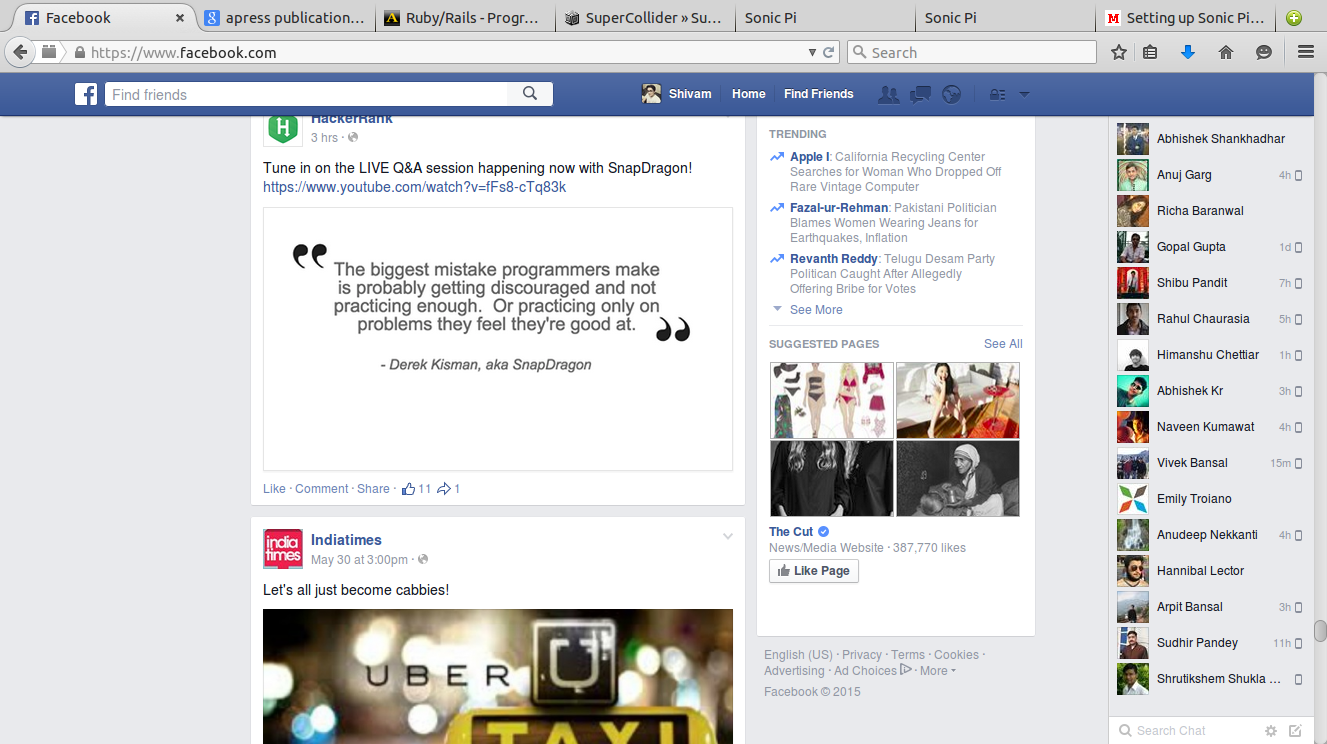 Facebook
apress publication…
Ruby/Rails - Progr…
SuperCollider » Su…
Sonic Pi
Sonic Pi
Setting up Sonic Pi…
https://www.facebook.com
Search
Find friends
Shivam
Home
Find Friends
HackerRank
3 hrs ·
Tune in on the LIVE Q&A session happening now with SnapDragon!
https://www.youtube.com/watch?v=fFs8-cTq83k
“The biggest mistake programmers make
is probably getting discouraged and not
practicing enough. Or practicing only on
problems they feel they're good at.”
- Derek Kisman, aka SnapDragon
Like · Comment · Share · 11 1
india
times
Indiatimes
May 30 at 3:00pm ·
Let's all just become cabbies!
UBER
TAXI
TRENDING
Apple I: California Recycling Center
Searches for Woman Who Dropped Off
Rare Vintage Computer
Fazal-ur-Rehman: Pakistani Politician
Blames Women Wearing Jeans for
Earthquakes, Inflation
Revanth Reddy: Telugu Desam Party
Politican Caught After Allegedly
Offering Bribe for Votes
See More
SUGGESTED PAGES
See All
The Cut
News/Media Website · 387,770 likes
Like Page
English (US) · Privacy · Terms · Cookies ·
Advertising · Ad Choices · More
Facebook © 2015
Abhishek Shankhadhar
Anuj Garg 4h
Richa Baranwal
Gopal Gupta 1d
Shibu Pandit 7h
Rahul Chaurasia 5h
Himanshu Chettiar 1h
Abhishek Kr 3h
Naveen Kumawat 4h
Vivek Bansal 15m
Emily Troiano
Anudeep Nekkanti 4h
Hannibal Lector
Arpit Bansal 3h
Sudhir Pandey 11h
Shrutikshem Shukla ...
Search Chat